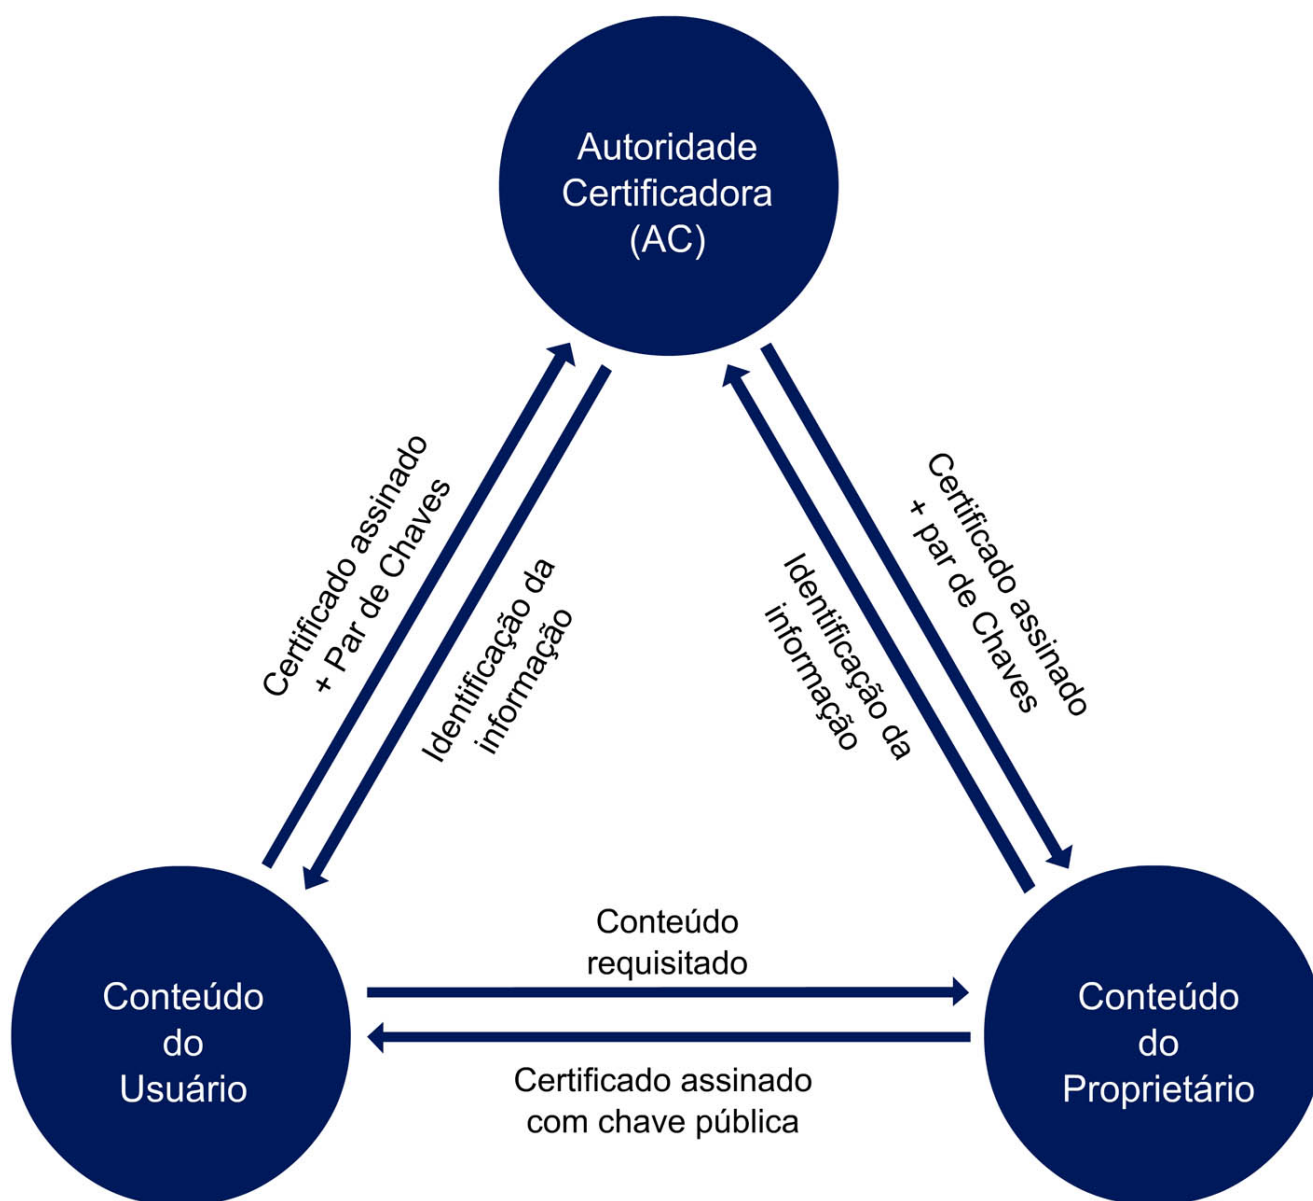 Autoridade
Certificadora
(AC)
Certificado assinado
+ Par de Chaves
Identificação da
informação
Identificação da
informação
Certificado assinado
+ par de Chaves
Conteúdo
requisitado
Conteúdo
do
Usuário
Certificado assinado
com chave pública
Conteúdo
do
Proprietário